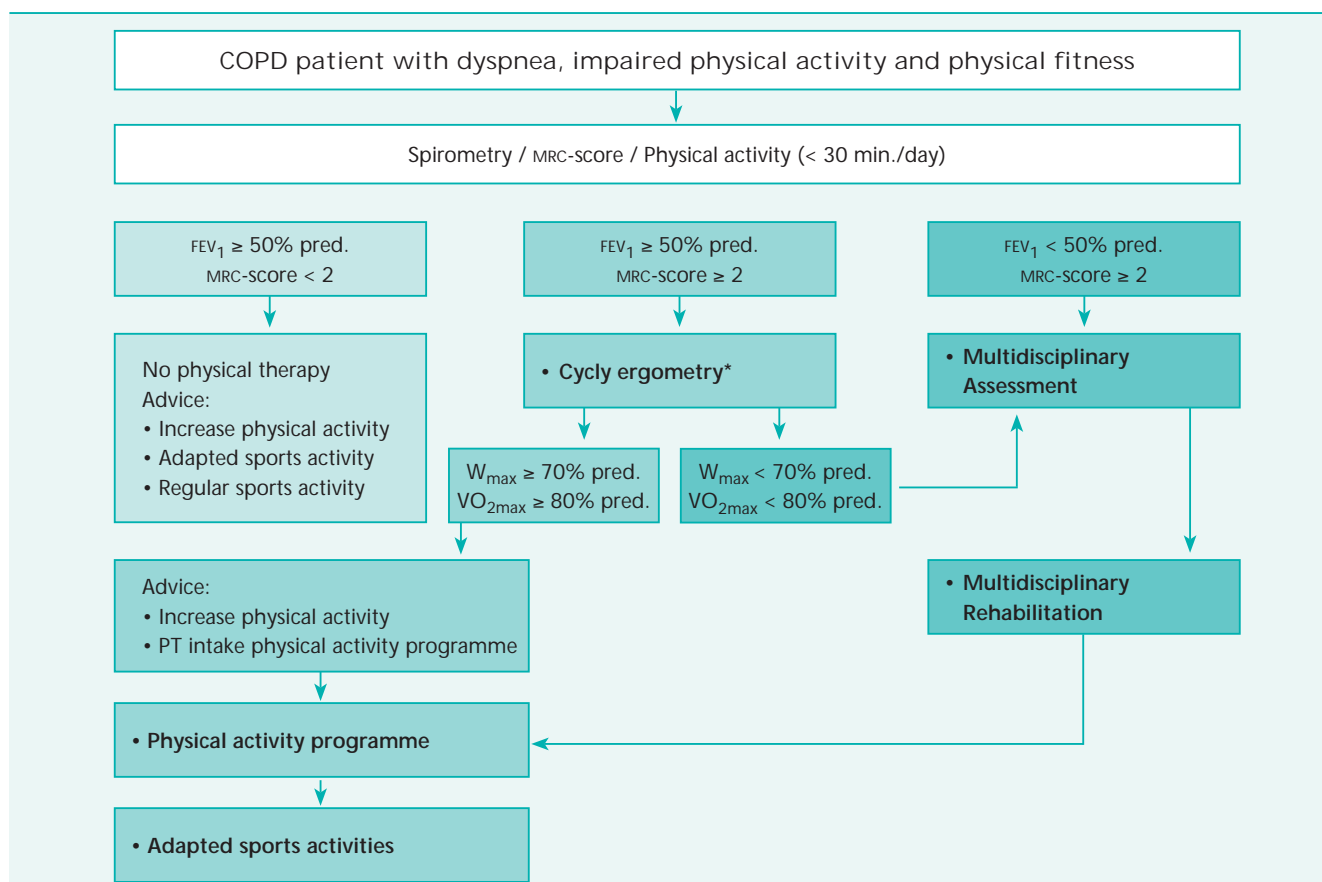 COPD patient with dyspnea, impaired physical activity and physical fitness
Spirometry / MRC-score / Physical activity (< 30 min./day)
FEV1 ≥ 50% pred.
MRC-score < 2
FEV1 ≥ 50% pred.
MRC-score ≥ 2
FEV1 < 50% pred.
MRC-score ≥ 2
No physical therapy
Advice:
• Increase physical activity
• Adapted sports activity
• Regular sports activity
• Cycly ergometry*
• Multidisciplinary
Assessment
Wmax ≥ 70% pred.
VO2max ≥ 80% pred.
Wmax < 70% pred.
VO2max < 80% pred.
Advice:
• Increase physical activity
• PT intake physical activity programme
• Multidisciplinary
Rehabilitation
• Physical activity programme
• Adapted sports activities